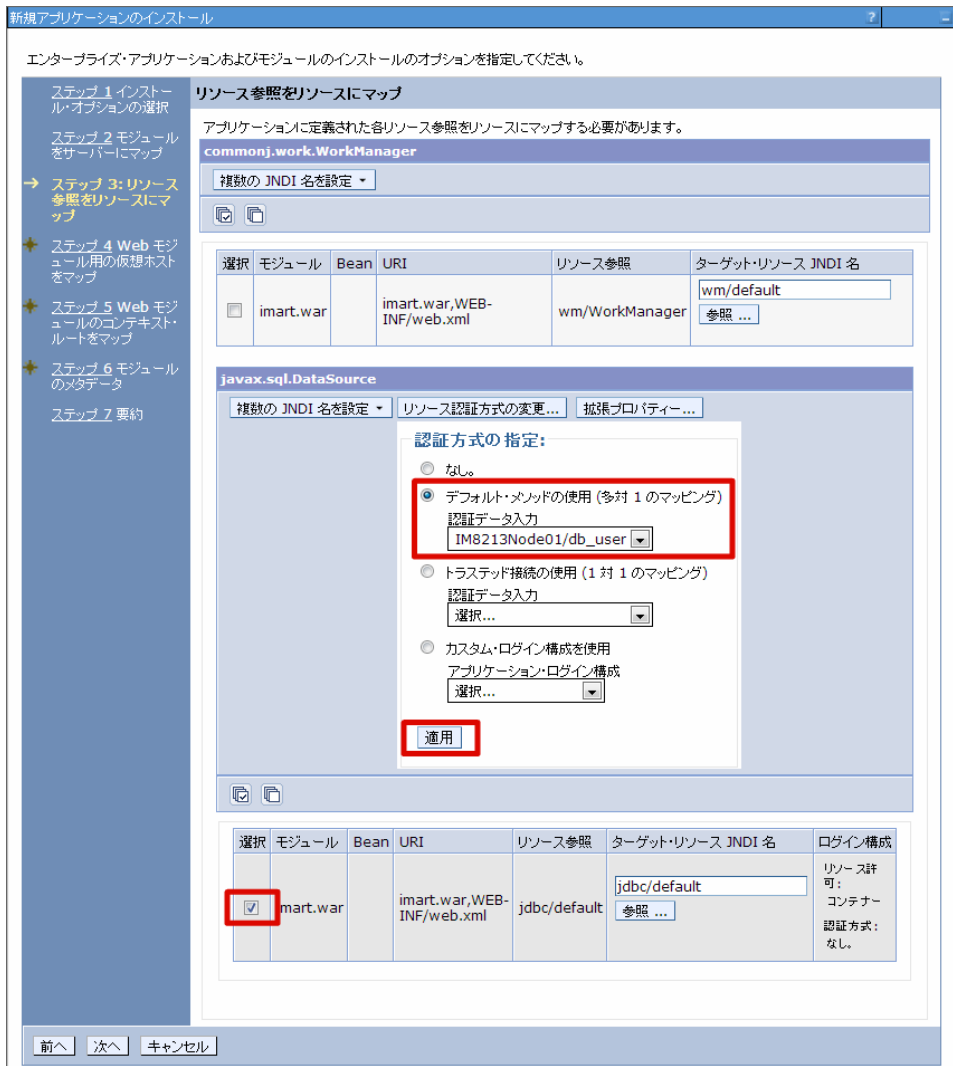 新規アプリケーションのインストール
?
エンタープライズ・アプリケーションおよびモジュールのインストールのオプションを指定してください。
ステップ 1 インストー
ル・オプションの選択
ステップ 2 モジュール
をサーバーにマップ
ステップ 3: リソース
参照をリソースにマ
ップ
ステップ 4 Web モジ
ュール用の仮想ホスト
をマップ
ステップ 5 Web モジ
ュールのコンテキスト・
ルートをマップ
ステップ 6 モジュール
のメタデータ
ステップ 7 要約
リソース参照をリソースにマップ
アプリケーションに定義された各リソース参照をリソースにマップする必要があります。
commonj.work.WorkManager
複数の JNDI 名を設定
選択 モジュール Bean URI リソース参照 ターゲット・リソース JNDI 名
imart.war
imart.war,WEB-
INF/web.xml
wm/WorkManager
wm/default
参照 ...
javax.sql.DataSource
複数の JNDI 名を設定 リソース認証方式の変更... 拡張プロパティー...
認証方式の指定:
なし。
デフォルト・メソッドの使用 (多対 1 のマッピング)
認証データ入力
IM8213Node01/db_user
トラステッド接続の使用 (1 対 1 のマッピング)
認証データ入力
選択...
カスタム・ログイン構成を使用
アプリケーション・ログイン構成
選択...
適用
選択 モジュール Bean URI リソース参照 ターゲット・リソース JNDI 名 ログイン構成
mart.war
imart.war,WEB-
INF/web.xml
jdbc/default
jdbc/default
参照 ...
リソース許
可:
コンテナー
認証方式:
なし。
前へ 次へ キャンセル